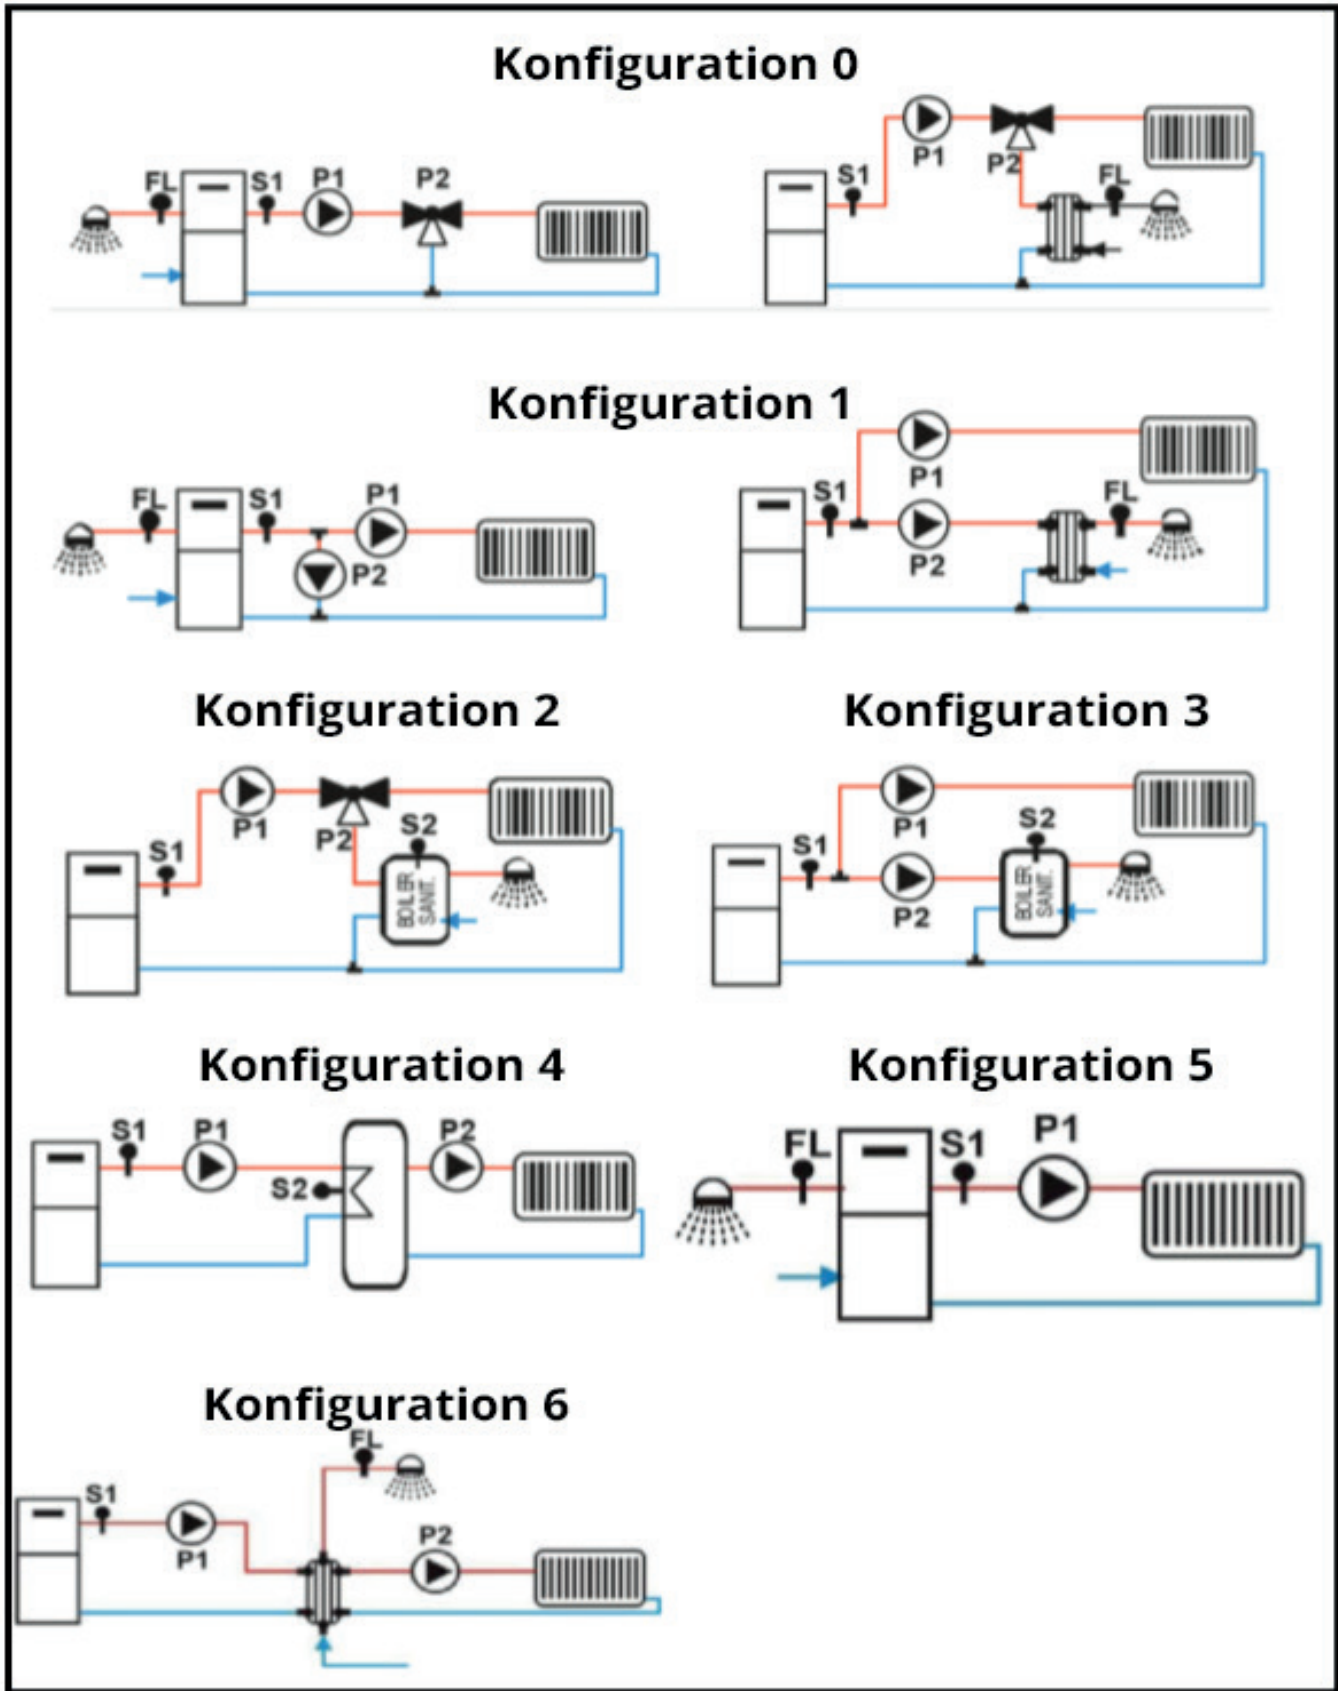 Konfiguration 0
FL S1 P1 P2
S1 P1 P2 FL
Konfiguration 1
FL S1 P1 P2
S1 P1 P2 FL
Konfiguration 2
P1 P2 S2
S1
BOILER
SANIT.
Konfiguration 3
P1 S2
S1
P2
BOILER
SANIT.
Konfiguration 4
S1 P1 P2
S2
Konfiguration 5
FL S1 P1
Konfiguration 6
FL
S1
P1
P2